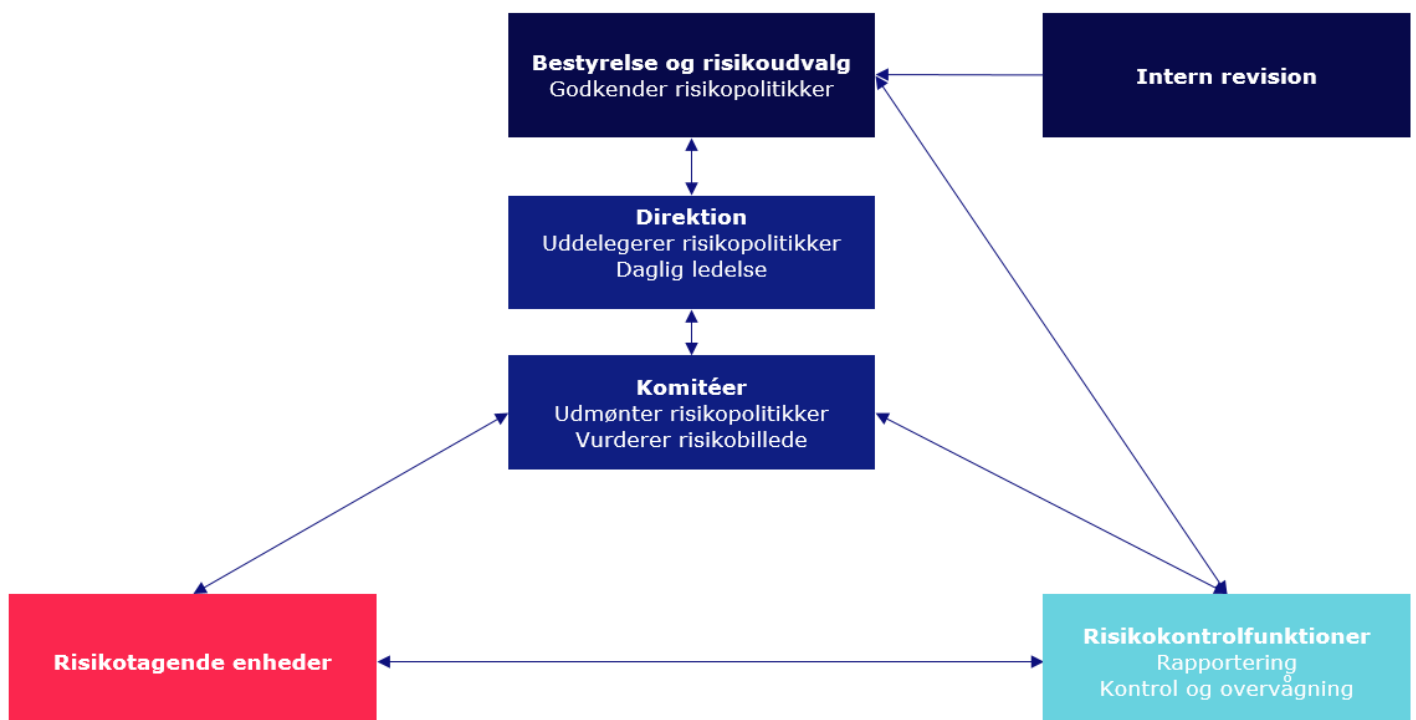 Bestyrelse og risikoudvalg
Godkender risikopolitikker
Intern revision
Direktion
Uddelegerer risikopolitikker
Daglig ledelse
Komitéer
Udmønter risikopolitikker
Vurderer risikobillede
Risikotagende enheder
Risikokontrolfunktioner
Rapportering
Kontrol og overvågning